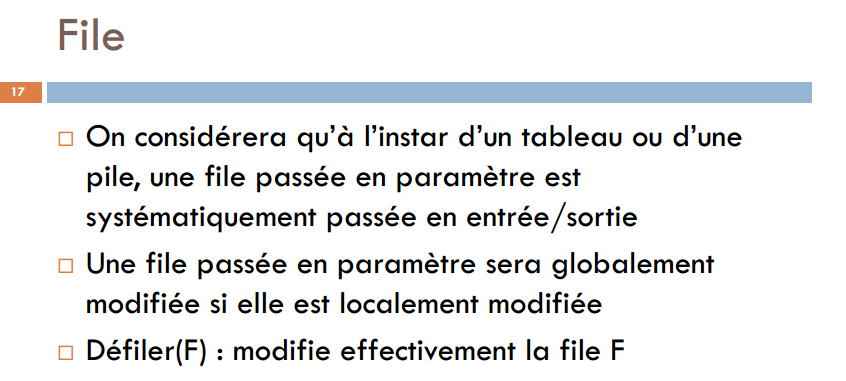 File
17
On considérera qu'à l'instar d'un tableau ou d'une
pile, une file passée en paramètre est
systématiquement passée en entrée/sortie
Une file passée en paramètre sera globalement
modifiée si elle est localement modifiée
Défiler(F) : modifie effectivement la file F